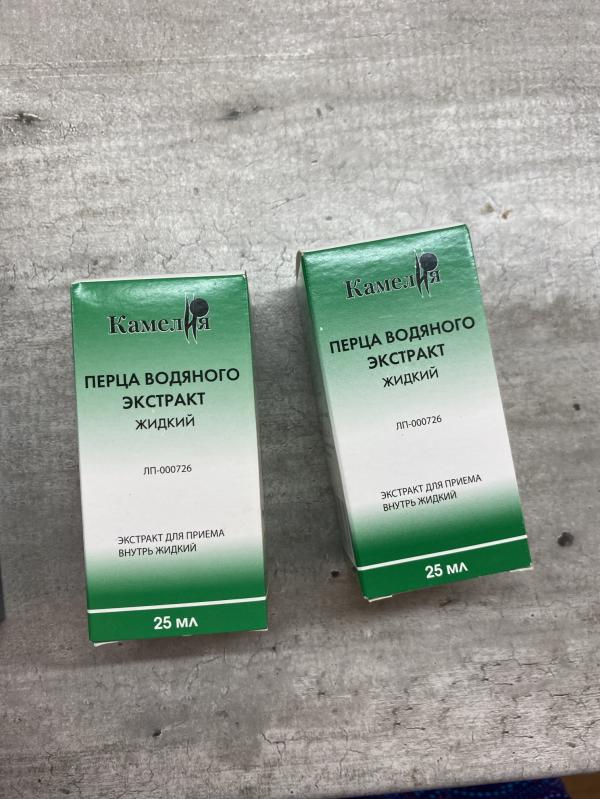 Камелия
ПЕРЦА ВОДЯНОГО
ЭКСТРАКТ
ЖИДКИЙ
ЛП-000726
ЭКСТРАКТ ДЛЯ ПРИЕМА
ВНУТРЬ ЖИДКИЙ
25 мл
Камелия
ПЕРЦА ВОДЯНОГО
ЭКСТРАКТ
ЖИДКИЙ
ЛП-000726
ЭКСТРАКТ ДЛЯ ПРИЕМА
ВНУТРЬ ЖИДКИЙ
25 мл